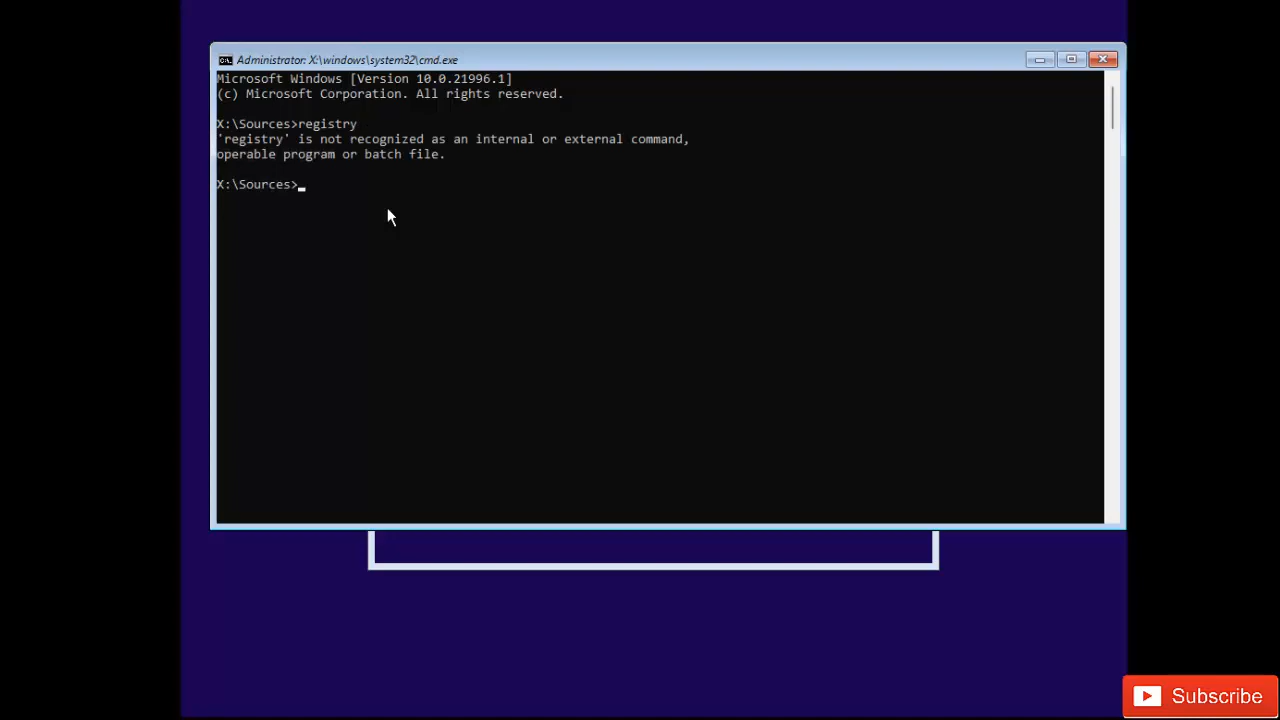 Administrator: X:\windows\system32\cmd.exe
Microsoft Windows [Version 10.0.21996.1]
(c) Microsoft Corporation. All rights reserved.
X:\Sources>registry
'registry' is not recognized as an internal or external command,
operable program or batch file.
X:\Sources>
Subscribe